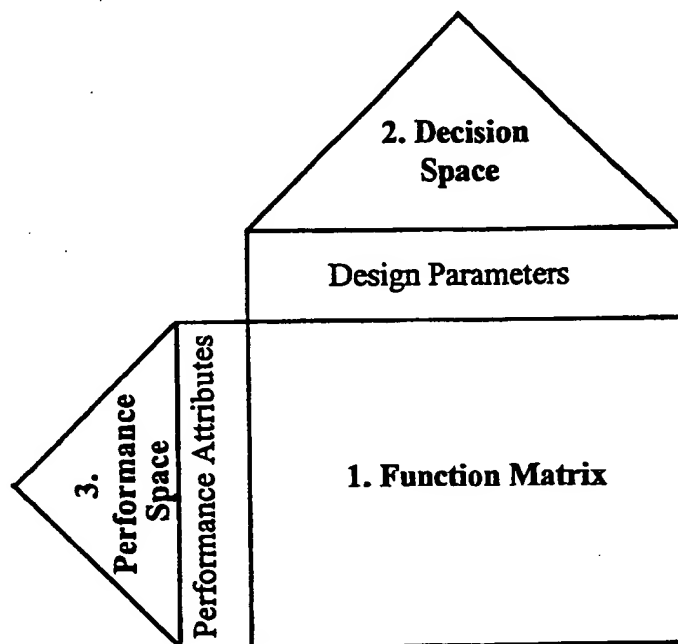 2. Decision
Space
Design Parameters
3.
Performance
Space
Performance Attributes
1. Function Matrix